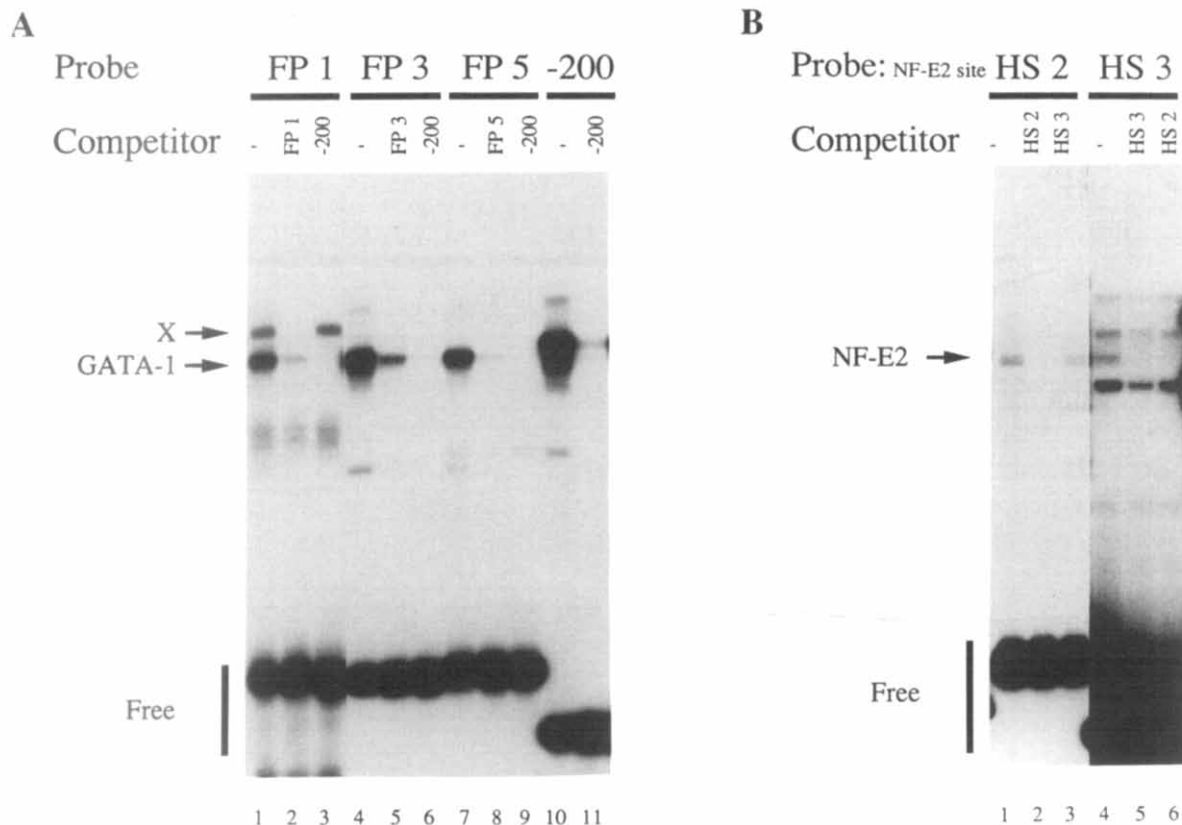 A
Probe FP 1 FP 3 FP 5 -200
Competitor - FP 1 -200 - FP 3 -200 - FP 5 -200 - -200
X
GATA-1
Free
1 2 3 4 5 6 7 8 9 10 11
B
Probe: NF-E2 site HS 2 HS 3
Competitor - HS 2 HS 3 - HS 3 HS 2
NF-E2
Free
1 2 3 4 5 6